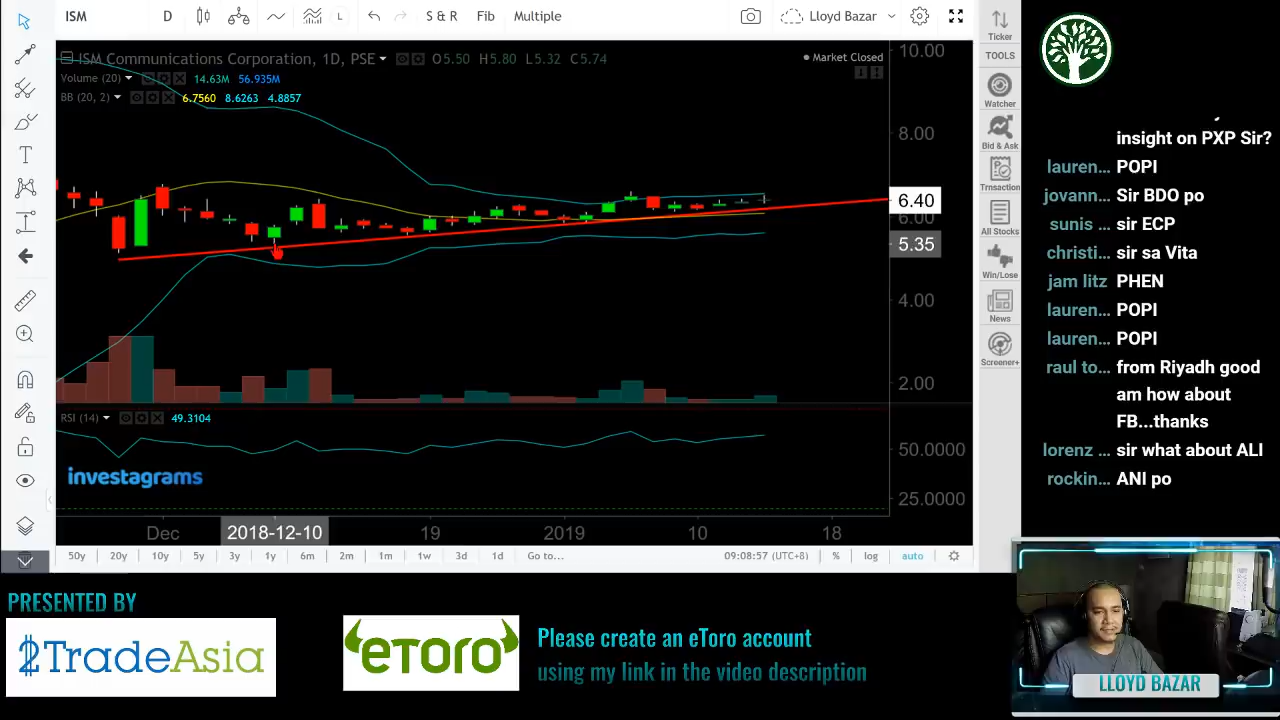 ISM
D
L
S & R
Fib
Multiple
Lloyd Bazar
ISM Communications Corporation, 1D, PSE
O5.50 H5.80 L5.32 C5.74
Market Closed
Volume (20)
14.63M 56.935M
BB (20, 2)
6.7560 8.6263 4.8857
10.00
8.00
6.40
6.00
5.35
4.00
2.00
RSI (14)
49.3104
50.0000
25.0000
investagrams
Dec
2018-12-10
19
2019
10
18
50y 20y 10y 5y 3y 1y 6m 2m 1m 1w 3d 1d Go to...
09:08:57 (UTC+8)
%
log
auto
Ticker
TOOLS
Watcher
Bid & Ask
Trnsaction
All Stocks
Win/Lose
News
Screener+
insight on PXP Sir?
lauren... POPI
jovann... Sir BDO po
sunis ... sir ECP
christi... sir sa Vita
jam litz PHEN
lauren... POPI
lauren... POPI
raul to... from Riyadh good
am how about
FB...thanks
lorenz ... sir what about ALI
rockin... ANI po
PRESENTED BY
2TradeAsia
eToro
Please create an eToro account
using my link in the video description
LLOYD BAZAR